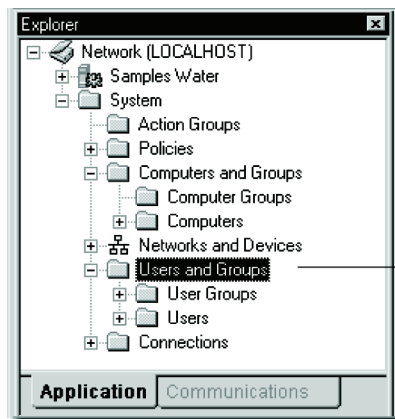 Explorer
Network (LOCALHOST)
Samples Water
System
Action Groups
Policies
Computers and Groups
Computer Groups
Computers
Networks and Devices
Users and Groups
User Groups
Users
Connections
Application Communications